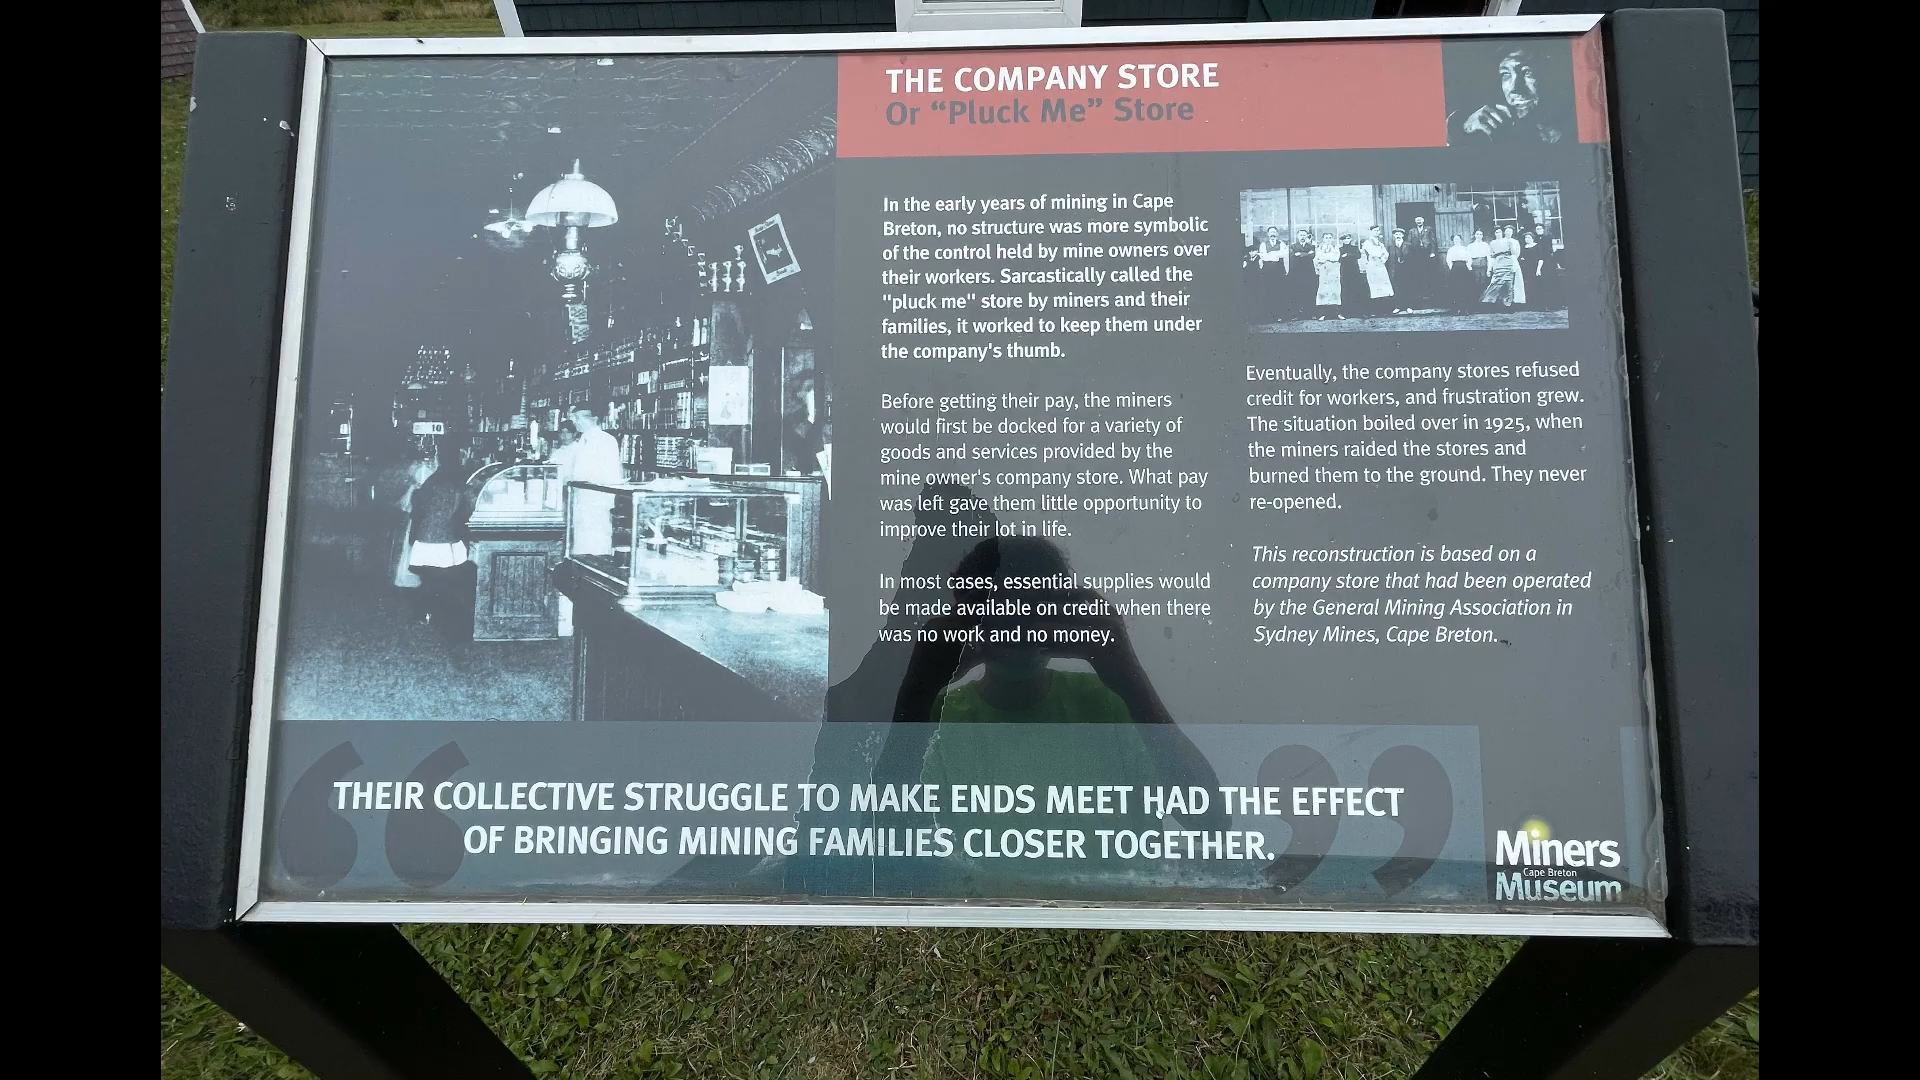 THE COMPANY STORE
Or “Pluck Me” Store
In the early years of mining in Cape
Breton, no structure was more symbolic
of the control held by mine owners over
their workers. Sarcastically called the
"pluck me" store by miners and their
families, it worked to keep them under
the company's thumb.
Before getting their pay, the miners
would first be docked for a variety of
goods and services provided by the
mine owner's company store. What pay
was left gave them little opportunity to
improve their lot in life.
In most cases, essential supplies would
be made available on credit when there
was no work and no money.
Eventually, the company stores refused
credit for workers, and frustration grew.
The situation boiled over in 1925, when
the miners raided the stores and
burned them to the ground. They never
re-opened.
This reconstruction is based on a
company store that had been operated
by the General Mining Association in
Sydney Mines, Cape Breton.
“THEIR COLLECTIVE STRUGGLE TO MAKE ENDS MEET HAD THE EFFECT
OF BRINGING MINING FAMILIES CLOSER TOGETHER.”
Miners
Cape Breton
Museum
10